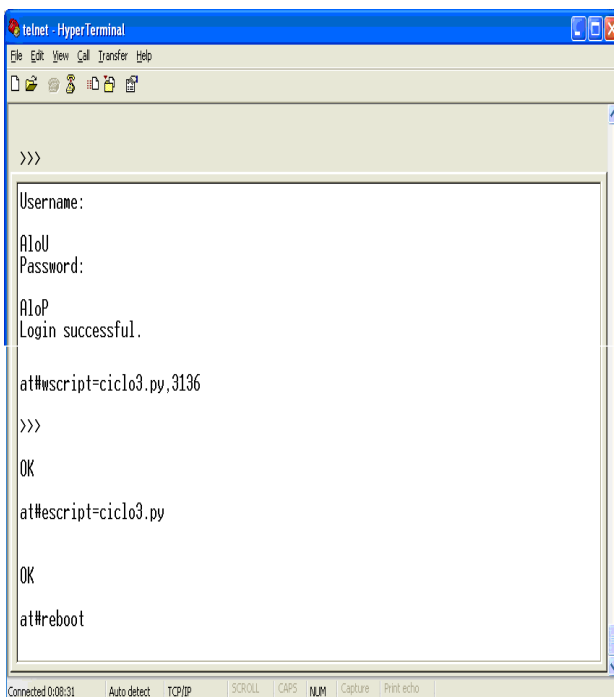 telnet - HyperTerminal
File Edit View Call Transfer Help
>>>
Username:
AloU
Password:
AloP
Login successful.
at#wscript=ciclo3.py,3136
>>>
OK
at#escript=ciclo3.py
OK
at#reboot
Connected 0:08:31 Auto detect TCP/IP SCROLL CAPS NUM Capture Print echo